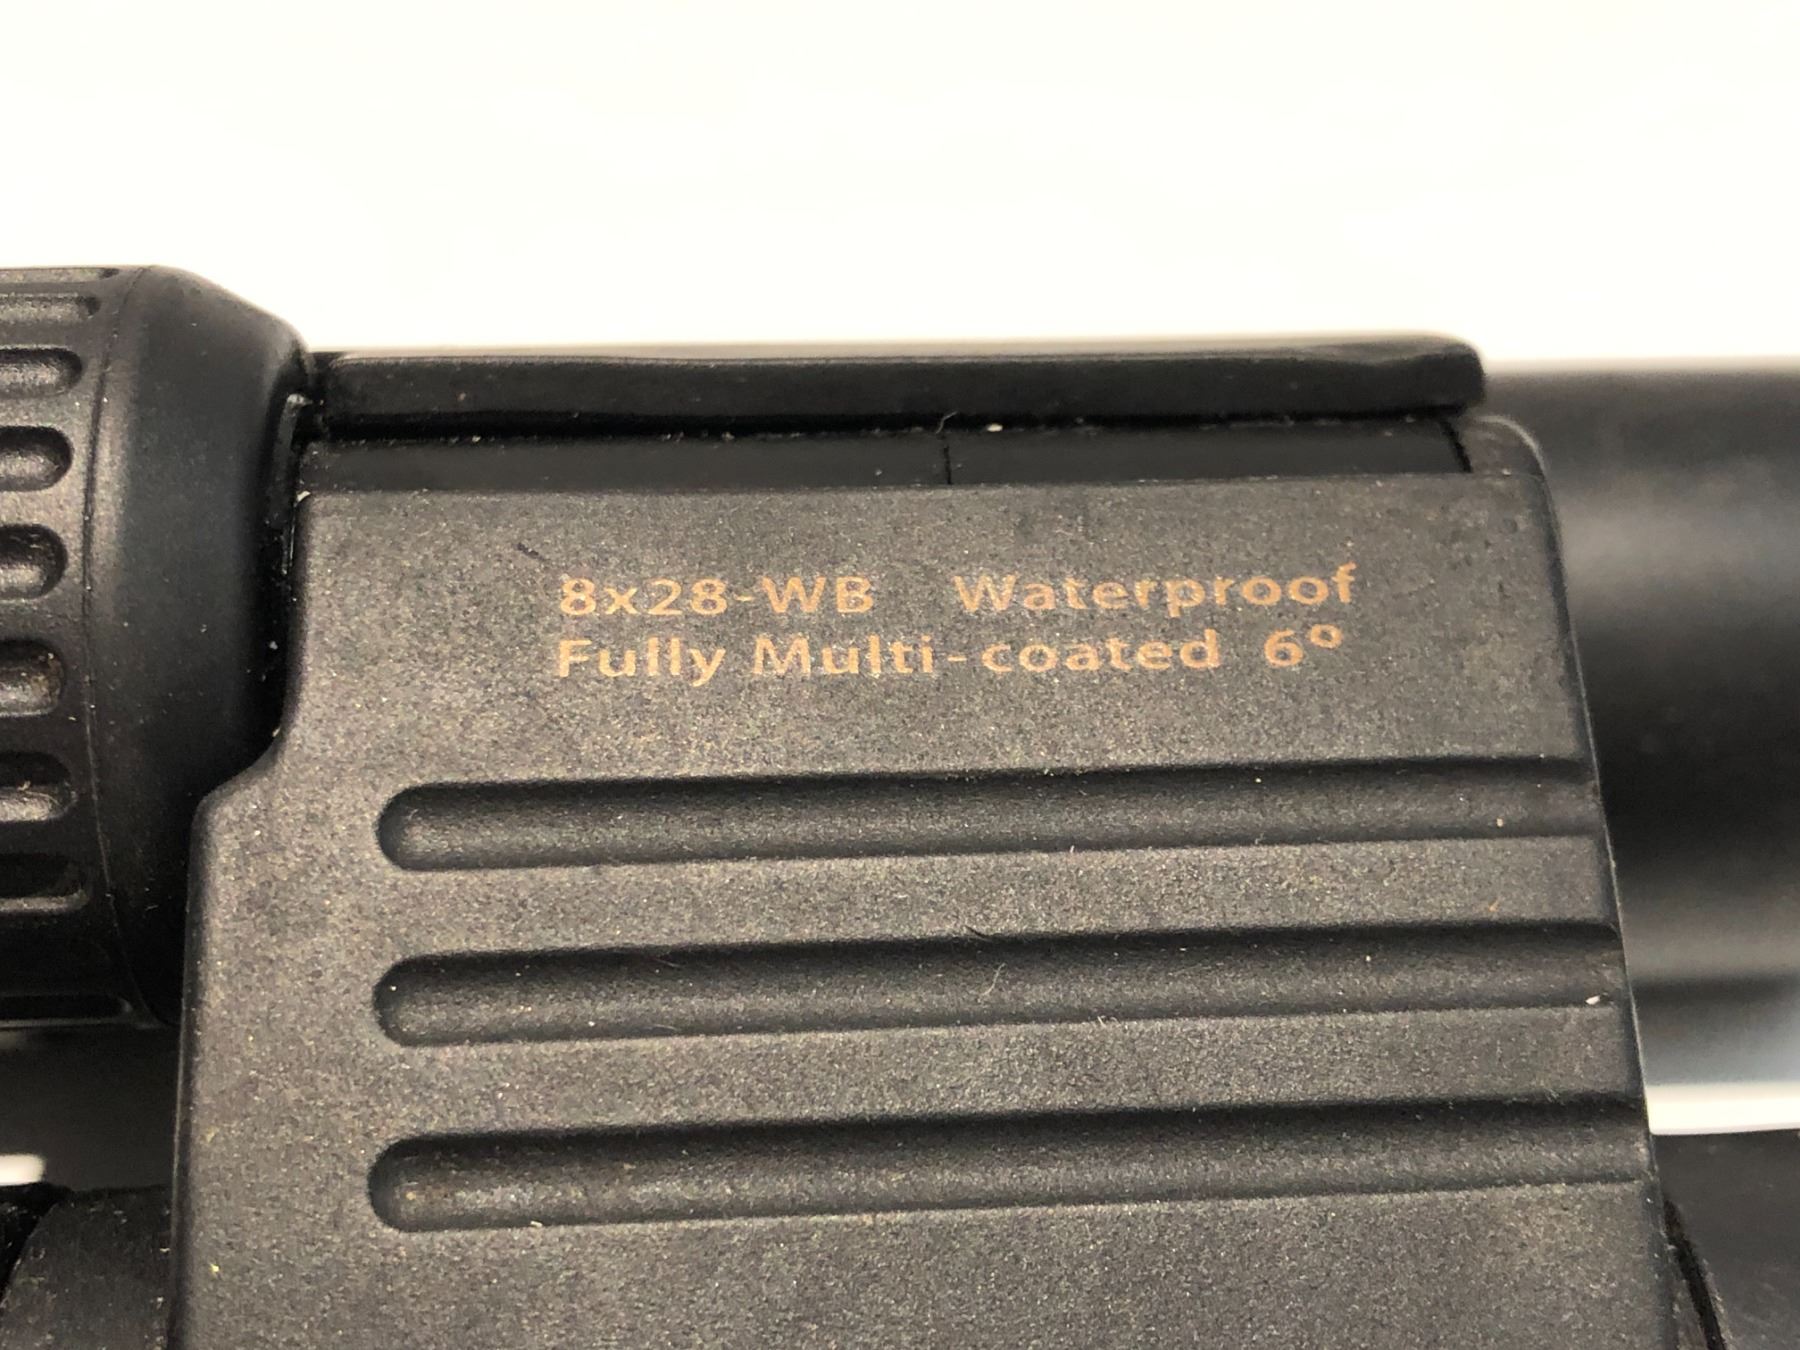 8x28-WB Waterproof
Fully Multi-coated 6°